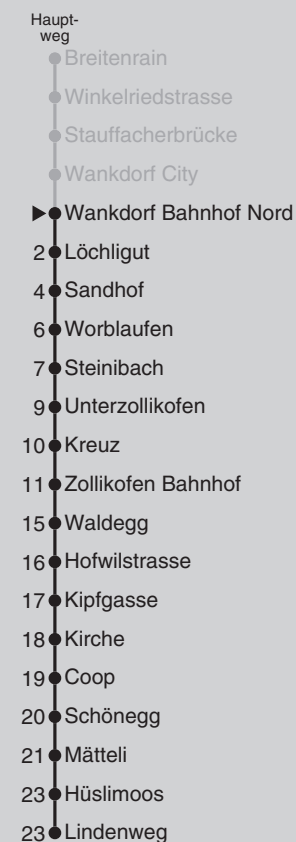 Haupt-
weg
Breitenrain
Winkelriedstrasse
Stauffacherbrücke
Wankdorf City
Wankdorf Bahnhof Nord
2 Löchligut
4 Sandhof
6 Worblaufen
7 Steinibach
9 Unterzollikofen
10 Kreuz
11 Zollikofen Bahnhof
15 Waldegg
16 Hofwilstrasse
17 Kipfgasse
18 Kirche
19 Coop
20 Schönegg
21 Mätteli
23 Hüslimoos
23 Lindenweg